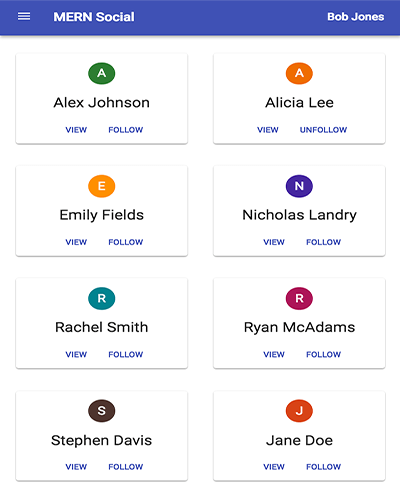 MERN Social Bob Jones
A A
Alex Johnson Alicia Lee
VIEW FOLLOW VIEW UNFOLLOW
E N
Emily Fields Nicholas Landry
VIEW FOLLOW VIEW FOLLOW
R R
Rachel Smith Ryan McAdams
VIEW FOLLOW VIEW FOLLOW
S J
Stephen Davis Jane Doe
VIEW FOLLOW VIEW FOLLOW